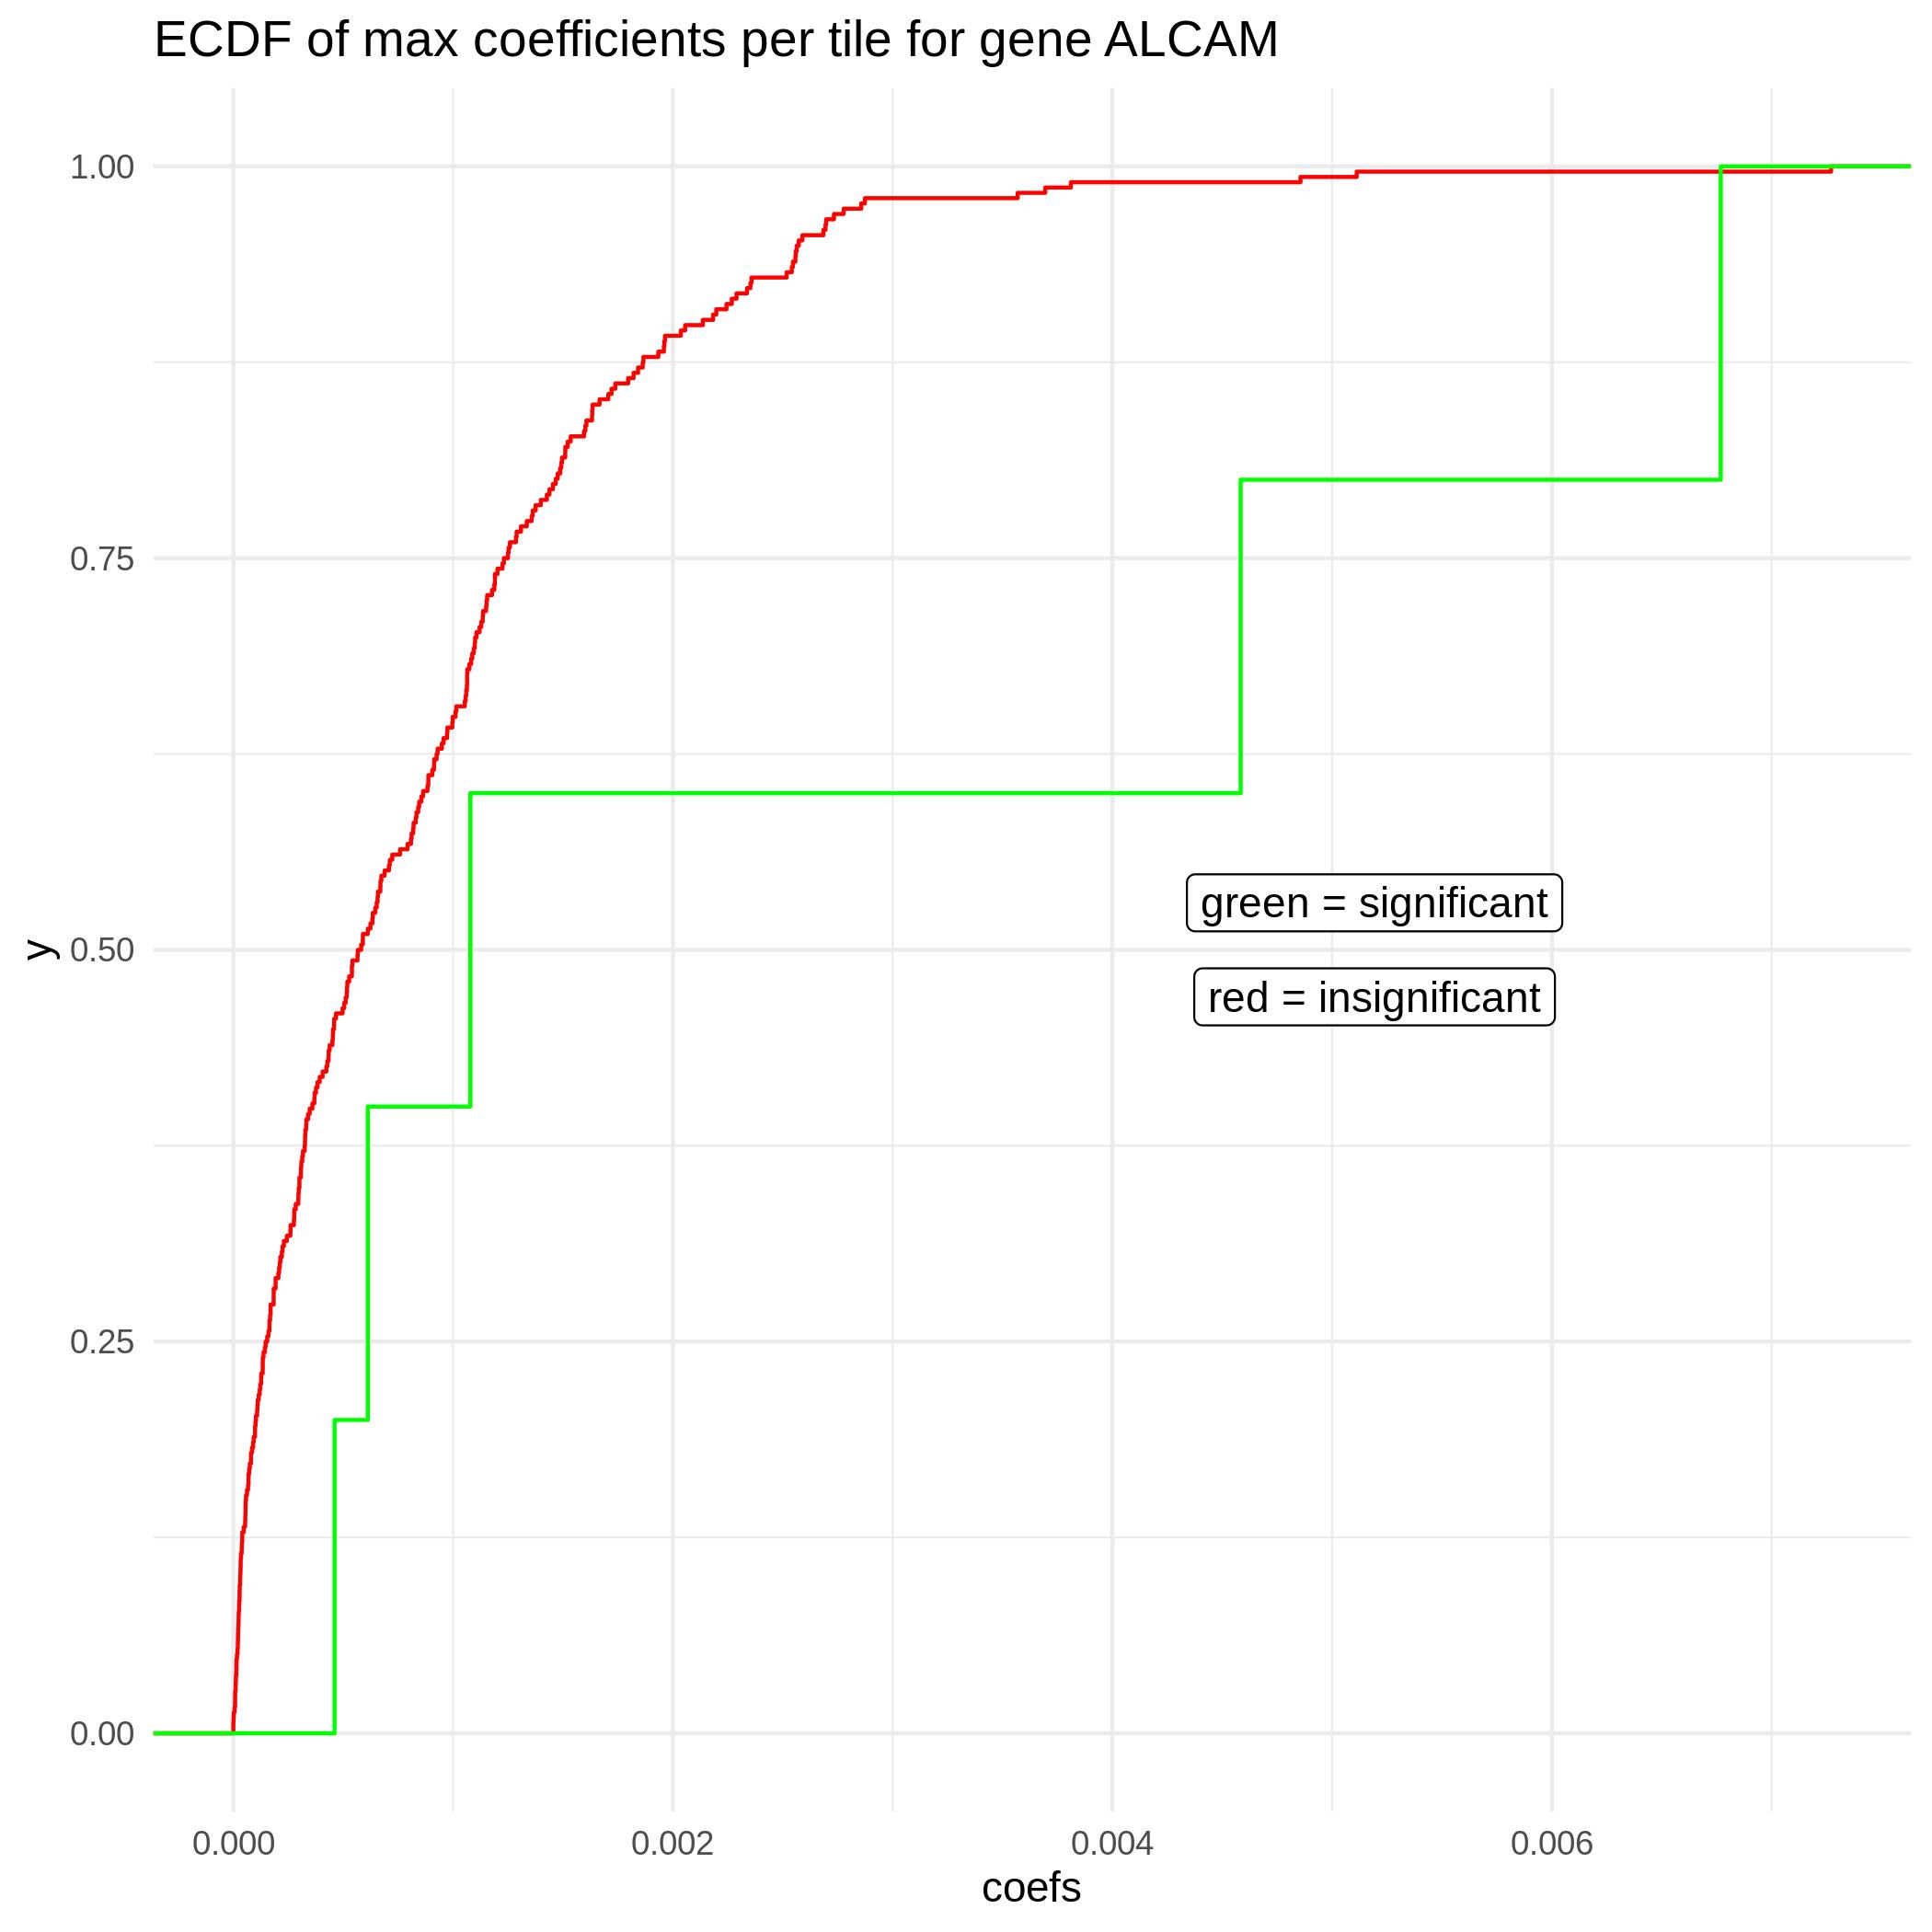 ECDF of max coefficients per tile for gene ALCAM
1.00
0.75
green = significant
y
0.50
red = insignificant
0.25
0.00
0.000 0.002 0.004 0.006
coefs